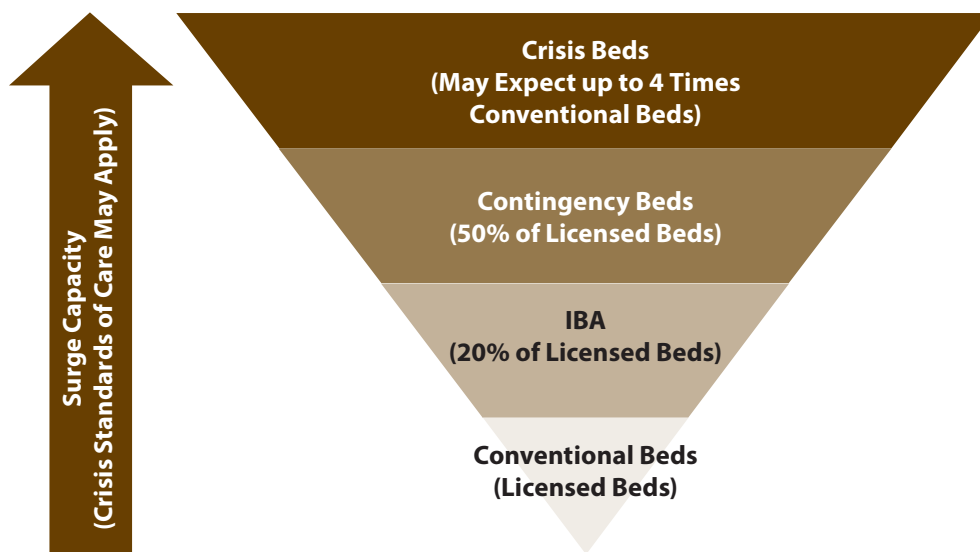 Surge Capacity
(Crisis Standards of Care May Apply)
Crisis Beds
(May Expect up to 4 Times
Conventional Beds)
Contingency Beds
(50% of Licensed Beds)
IBA
(20% of Licensed Beds)
Conventional Beds
(Licensed Beds)